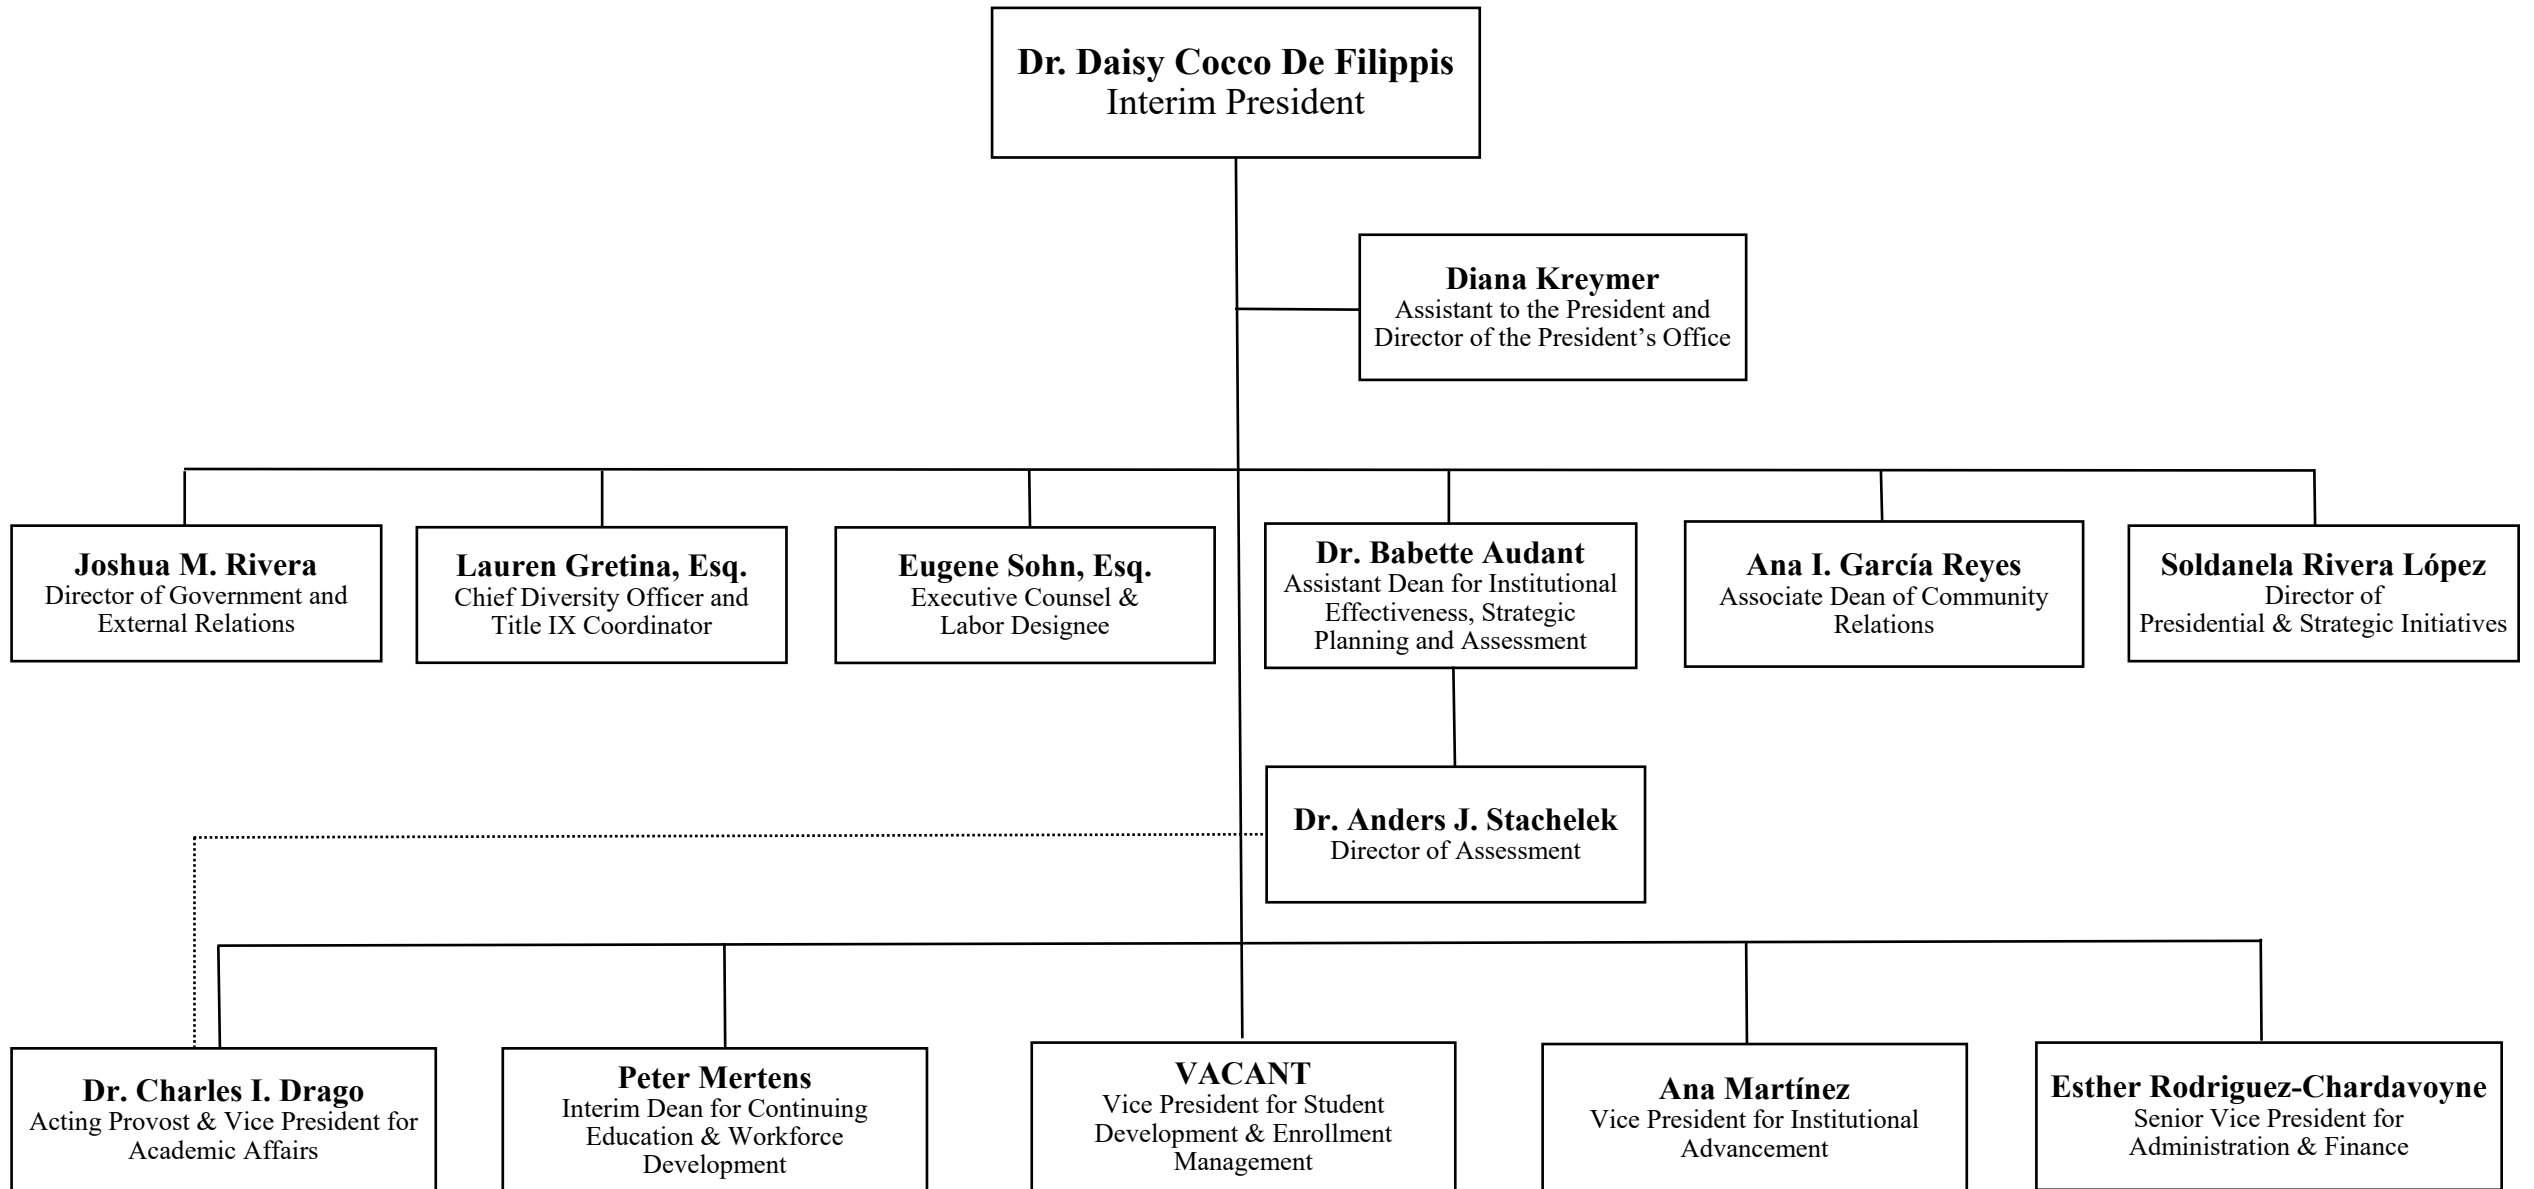 Dr. Daisy Cocco De Filippis
Interim President
Diana Kreymer
Assistant to the President and
Director of the President’s Office
Joshua M. Rivera
Director of Government and
External Relations
Lauren Gretina, Esq.
Chief Diversity Officer and
Title IX Coordinator
Eugene Sohn, Esq.
Executive Counsel &
Labor Designee
Dr. Babette Audant
Assistant Dean for Institutional
Effectiveness, Strategic
Planning and Assessment
Ana I. García Reyes
Associate Dean of Community
Relations
Soldanela Rivera López
Director of
Presidential & Strategic Initiatives
Dr. Anders J. Stachelek
Director of Assessment
Dr. Charles I. Drago
Acting Provost & Vice President for
Academic Affairs
Peter Mertens
Interim Dean for Continuing
Education & Workforce
Development
VACANT
Vice President for Student
Development & Enrollment
Management
Ana Martínez
Vice President for Institutional
Advancement
Esther Rodriguez-Chardavoyne
Senior Vice President for
Administration & Finance